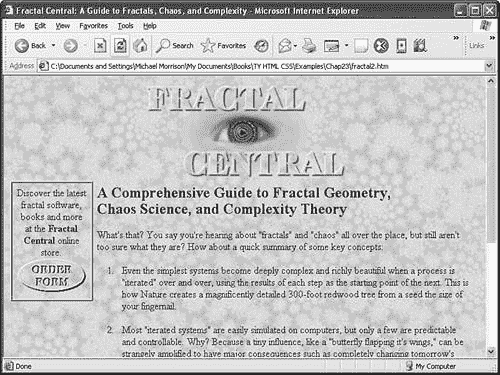 Fractal Central: A Guide to Fractals, Chaos, and Complexity - Microsoft Internet Explorer
File Edit View Favorites Tools Help
Back Search Favorites
Links
Address C:\Documents and Settings\Michael Morrison\My Documents\Books\TY HTML CSS\Examples\Chap23\fractal2.htm
FRACTAL
CENTRAL
Discover the latest
fractal software,
books and more
at the Fractal
Central online
store.
ORDER
FORM
A Comprehensive Guide to Fractal Geometry,
Chaos Science, and Complexity Theory
What's that? You say you're hearing about "fractals" and "chaos" all over the place, but still aren't
too sure what they are? How about a quick summary of some key concepts:
1. Even the simplest systems become deeply complex and richly beautiful when a process is
"iterated" over and over, using the results of each step as the starting point of the next. This is
how Nature creates a magnificently detailed 300-foot redwood tree from a seed the size of
your fingernail.
2. Most "iterated systems" are easily simulated on computers, but only a few are predictable
and controllable. Why? Because a tiny influence, like a "butterfly flapping it's wings," can be
strangely amplified to have major consequences such as completely changing tomorrow's
Done
My Computer